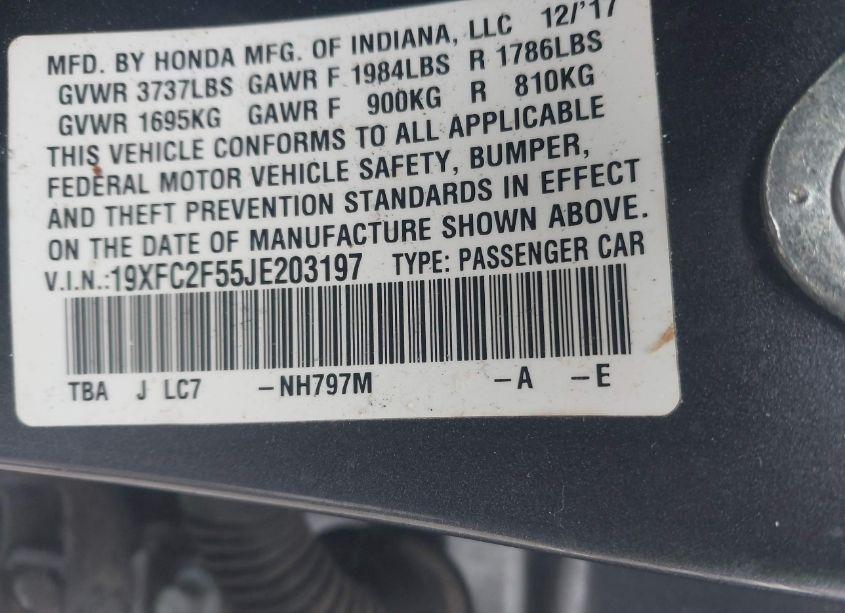 MFD. BY HONDA MFG. OF INDIANA, LLC 12/'17
GVWR 3737LBS GAWR F 1984LBS R 1786LBS
GVWR 1695KG GAWR F 900KG R 810KG
THIS VEHICLE CONFORMS TO ALL APPLICABLE
FEDERAL MOTOR VEHICLE SAFETY, BUMPER,
AND THEFT PREVENTION STANDARDS IN EFFECT
ON THE DATE OF MANUFACTURE SHOWN ABOVE.
V.I.N.:19XFC2F55JE203197 TYPE: PASSENGER CAR
TBA J LC7 -NH797M -A -E